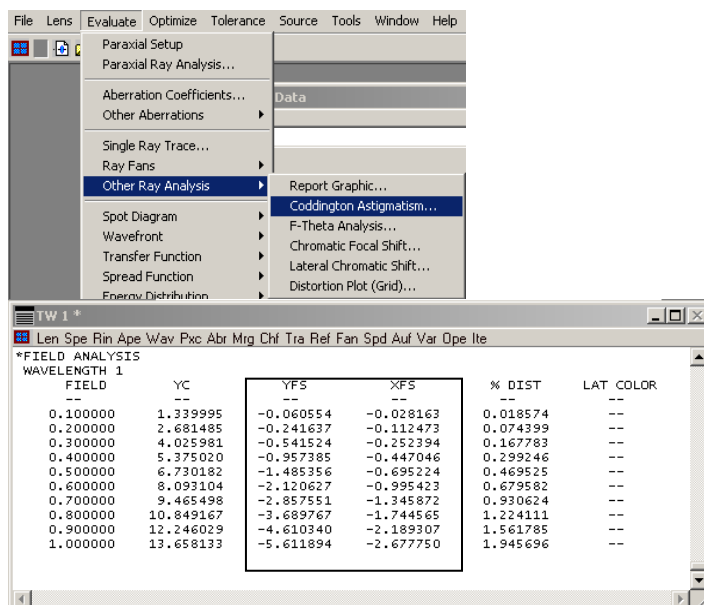 File Lens Evaluate Optimize Tolerance Source Tools Window Help
Paraxial Setup
Paraxial Ray Analysis...
Aberration Coefficients...
Other Aberrations
Data
Single Ray Trace...
Ray Fans
Other Ray Analysis
Report Graphic...
Coddington Astigmatism...
F-Theta Analysis...
Chromatic Focal Shift...
Lateral Chromatic Shift...
Distortion Plot (Grid)...
Spot Diagram
Wavefront
Transfer Function
Spread Function
Energy Distribution
TW 1 *
Len Spe Rin Ape Wav Pxc Abr Mrg Chf Tra Ref Fan Spd Auf Var Ope Ite
*FIELD ANALYSIS
WAVELENGTH 1
FIELD YC YFS XFS % DIST LAT COLOR
-- -- -- -- -- --
0.100000 1.339995 -0.060554 -0.028163 0.018574 --
0.200000 2.681485 -0.241637 -0.112473 0.074399 --
0.300000 4.025981 -0.541524 -0.252394 0.167783 --
0.400000 5.375020 -0.957385 -0.447046 0.299246 --
0.500000 6.730182 -1.485356 -0.695224 0.469525 --
0.600000 8.093104 -2.120627 -0.995423 0.679582 --
0.700000 9.465498 -2.857551 -1.345872 0.930624 --
0.800000 10.849167 -3.689767 -1.744565 1.224111 --
0.900000 12.246029 -4.610340 -2.189307 1.561785 --
1.000000 13.658133 -5.611894 -2.677750 1.945696 --